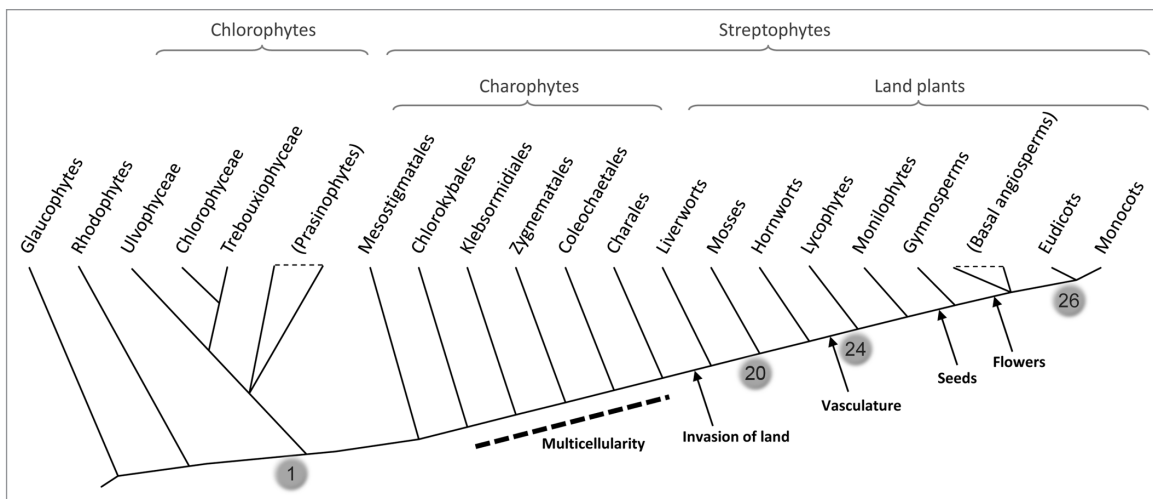 Chlorophytes
Streptophytes
Charophytes
Land plants
Glaucophytes
Rhodophytes
Ulvophyceae
Chlorophyceae
Trebouxiophyceae
(Prasinophytes)
Mesostigmatales
Chlorokybales
Klebsormidiales
Zygnematales
Coleochaetales
Charales
Liverworts
Mosses
Hornworts
Lycophytes
Monilophytes
Gymnosperms
(Basal angiosperms)
Eudicots
Monocots
26
24
20
Flowers
Seeds
Vasculature
Invasion of land
Multicellularity
1